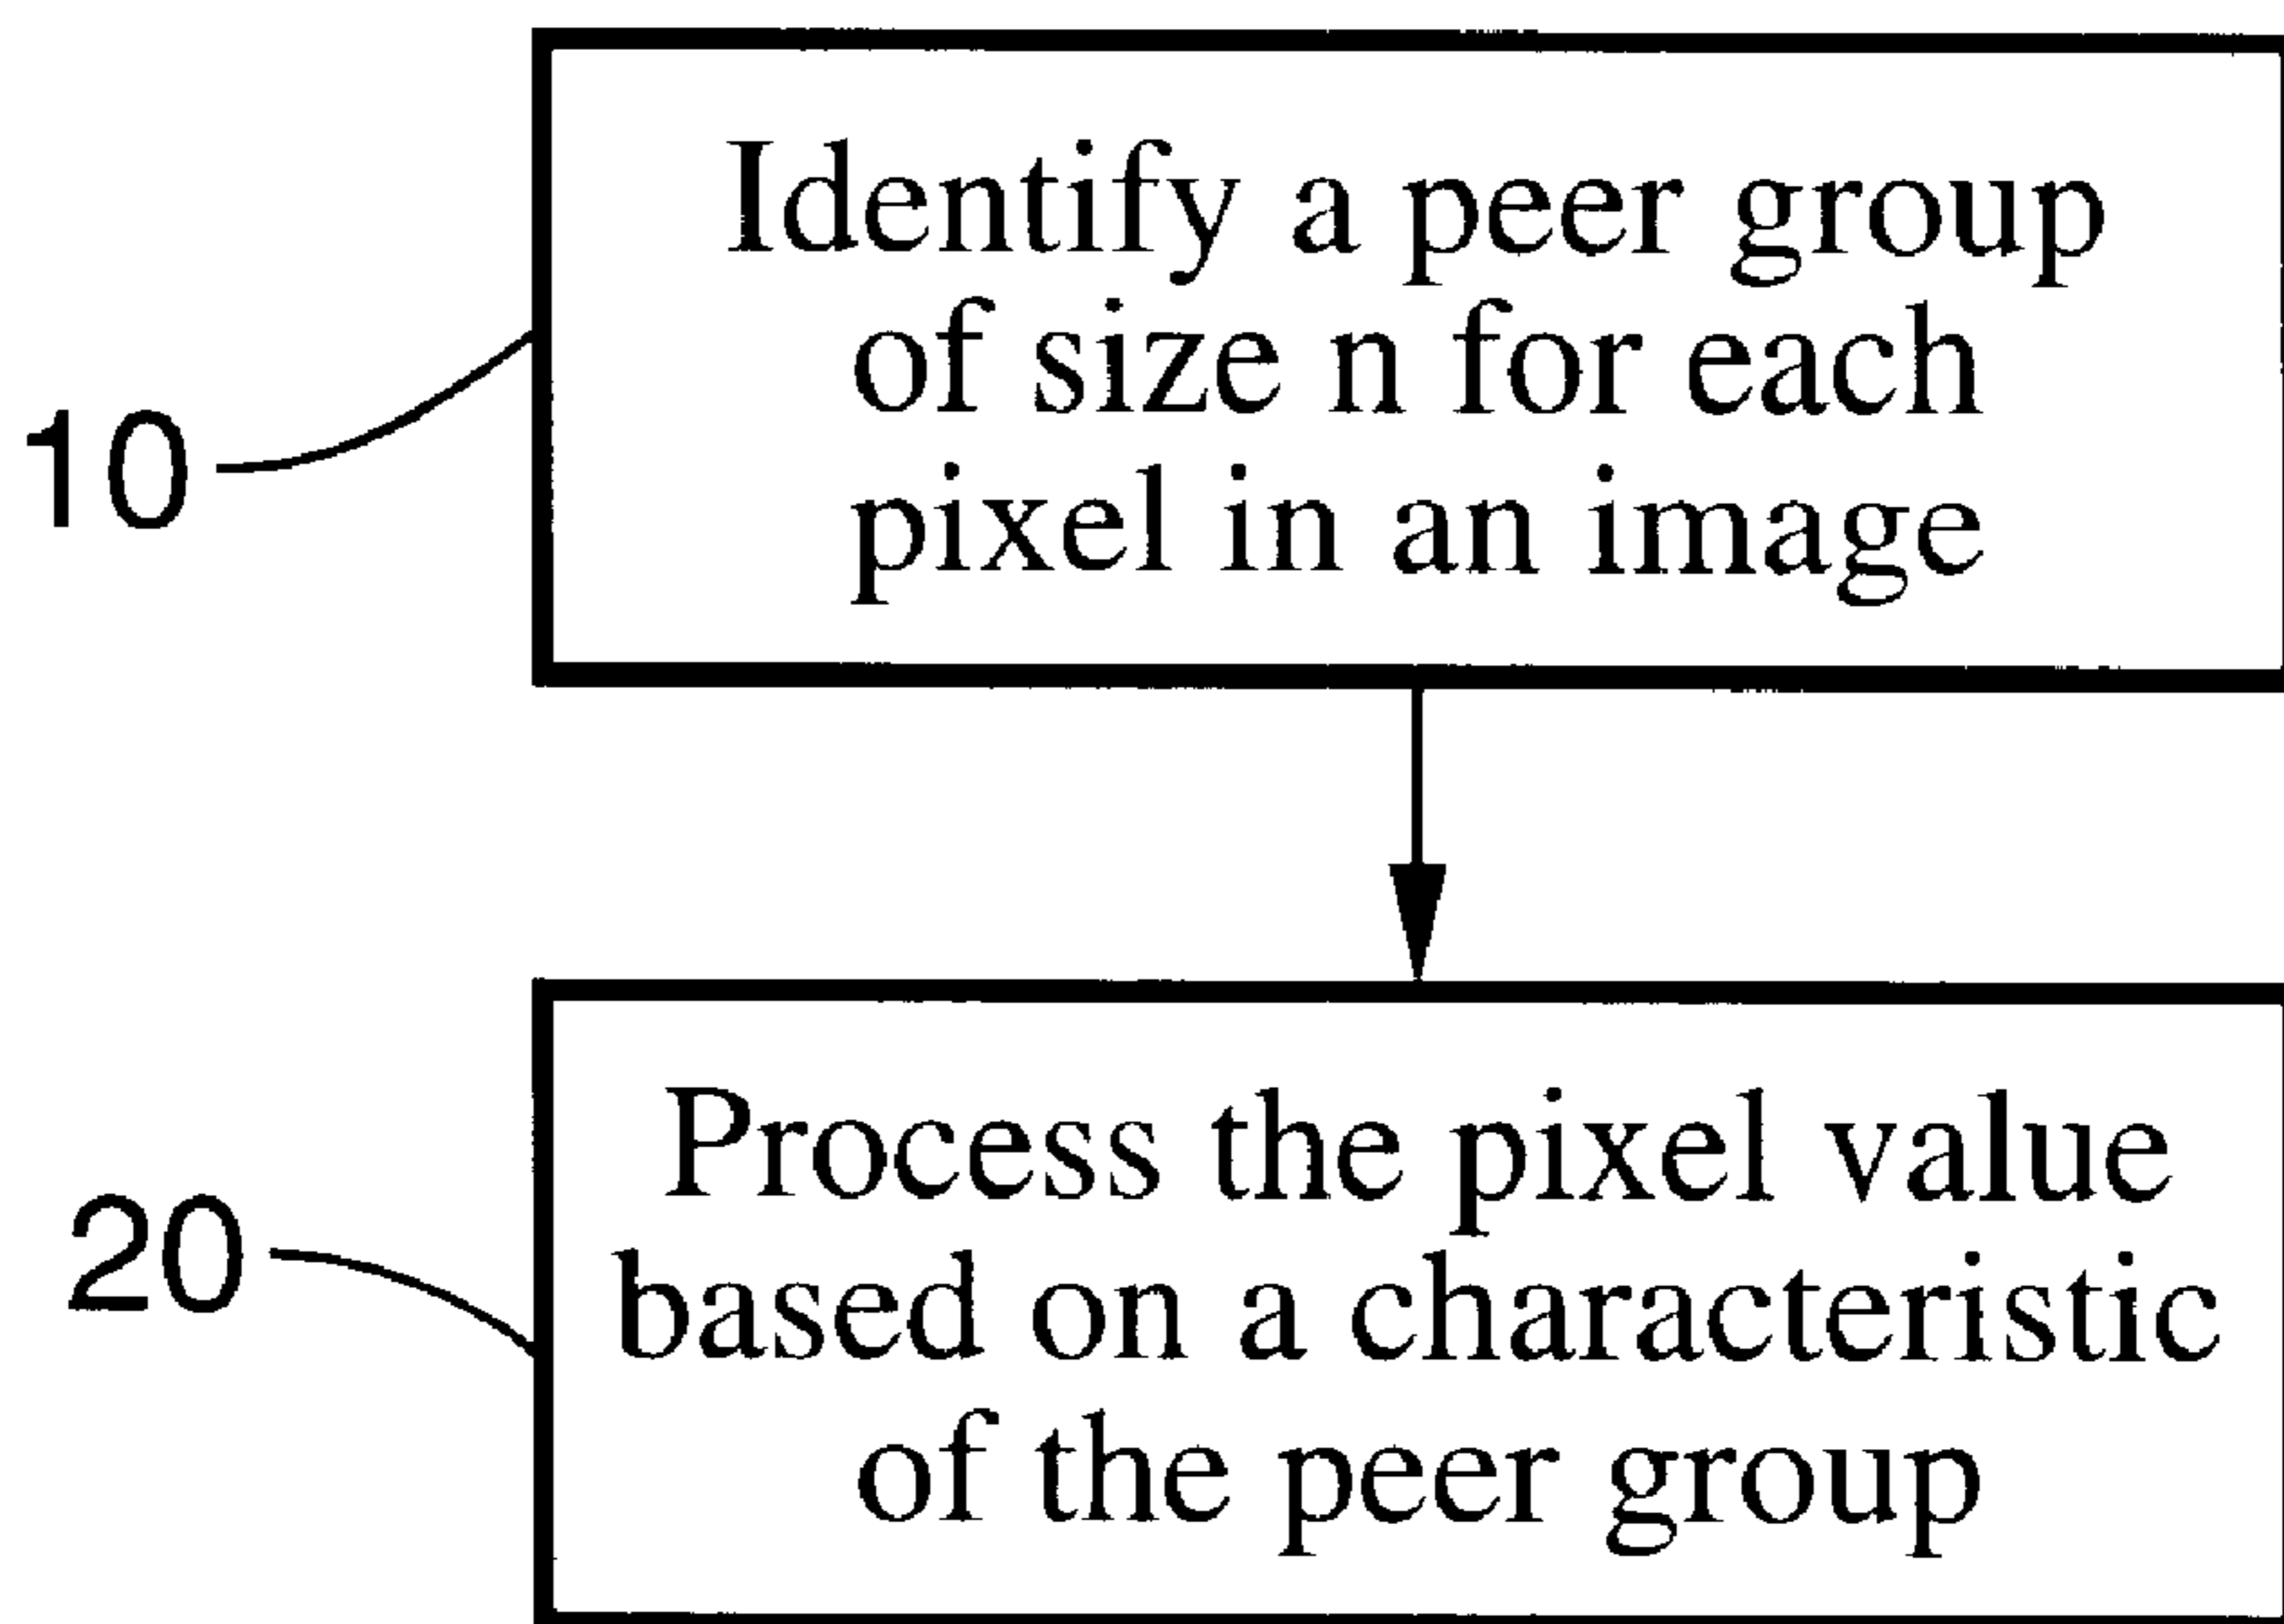 Identify a peer group
of size n for each
pixel in an image
10
Process the pixel value
based on a characteristic
of the peer group
20